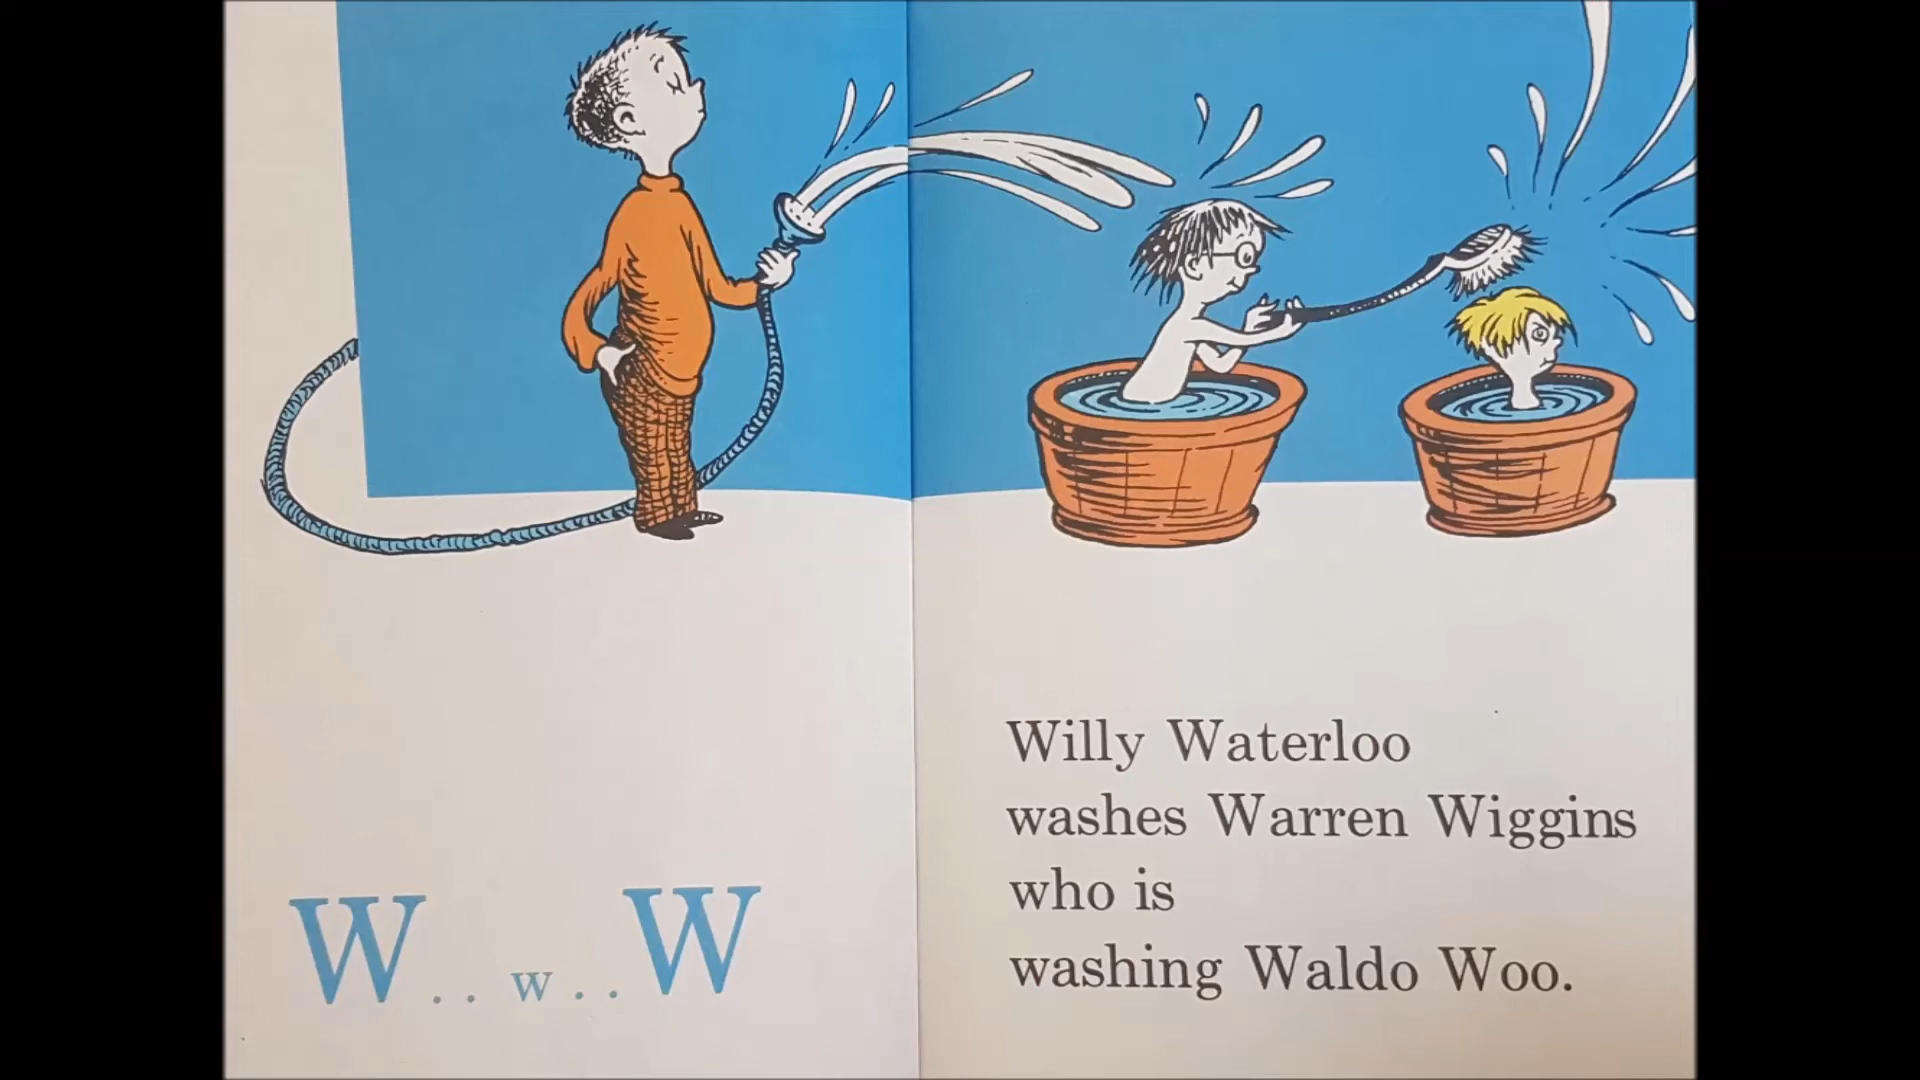 W . . w . . W
Willy Waterloo
washes Warren Wiggins
who is
washing Waldo Woo.